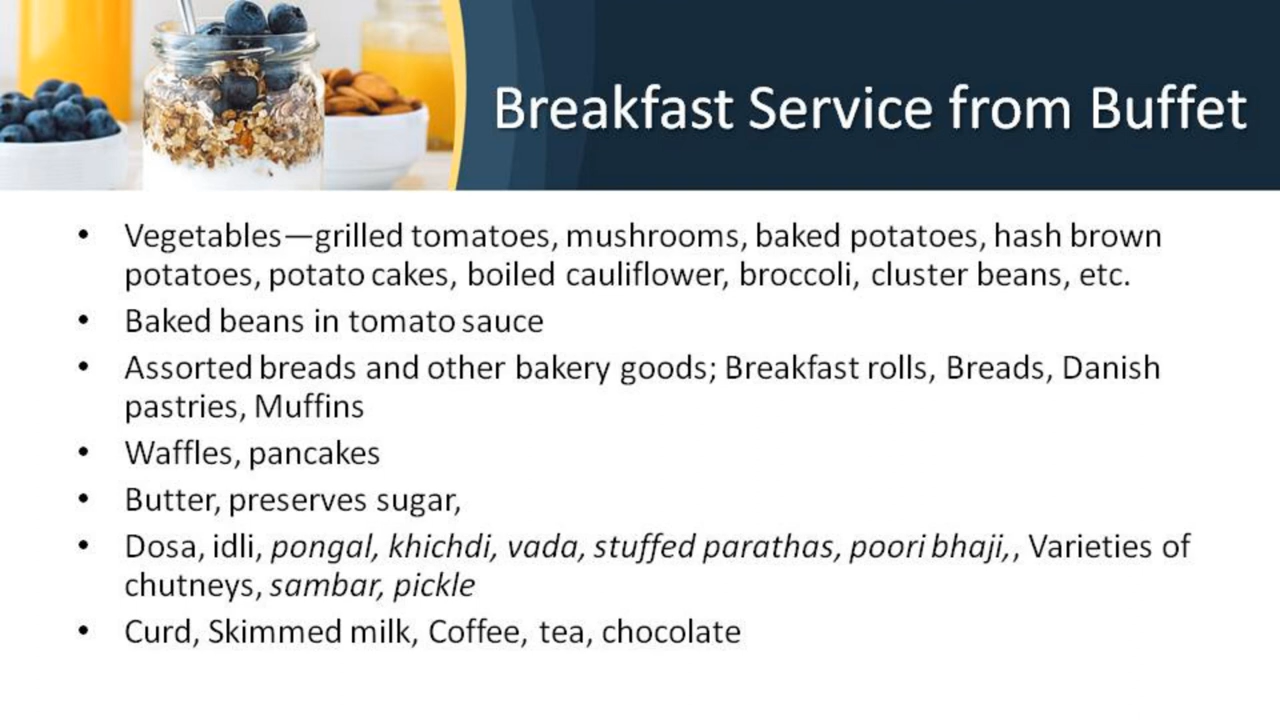 Breakfast Service from Buffet
• Vegetables—grilled tomatoes, mushrooms, baked potatoes, hash brown
potatoes, potato cakes, boiled cauliflower, broccoli, cluster beans, etc.
• Baked beans in tomato sauce
• Assorted breads and other bakery goods; Breakfast rolls, Breads, Danish
pastries, Muffins
• Waffles, pancakes
• Butter, preserves sugar,
• Dosa, idli, pongal, khichdi, vada, stuffed parathas, poori bhaji,, Varieties of
chutneys, sambar, pickle
• Curd, Skimmed milk, Coffee, tea, chocolate